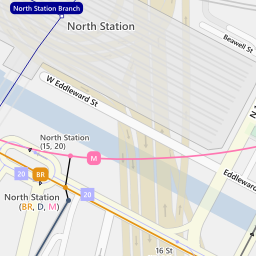 North Station Branch
North Station
Beawell St
W Eddleward St
N
North Station
(15, 20)
M
20
BR
Eddleward
20
North Station
(BR, D, M)
16 St